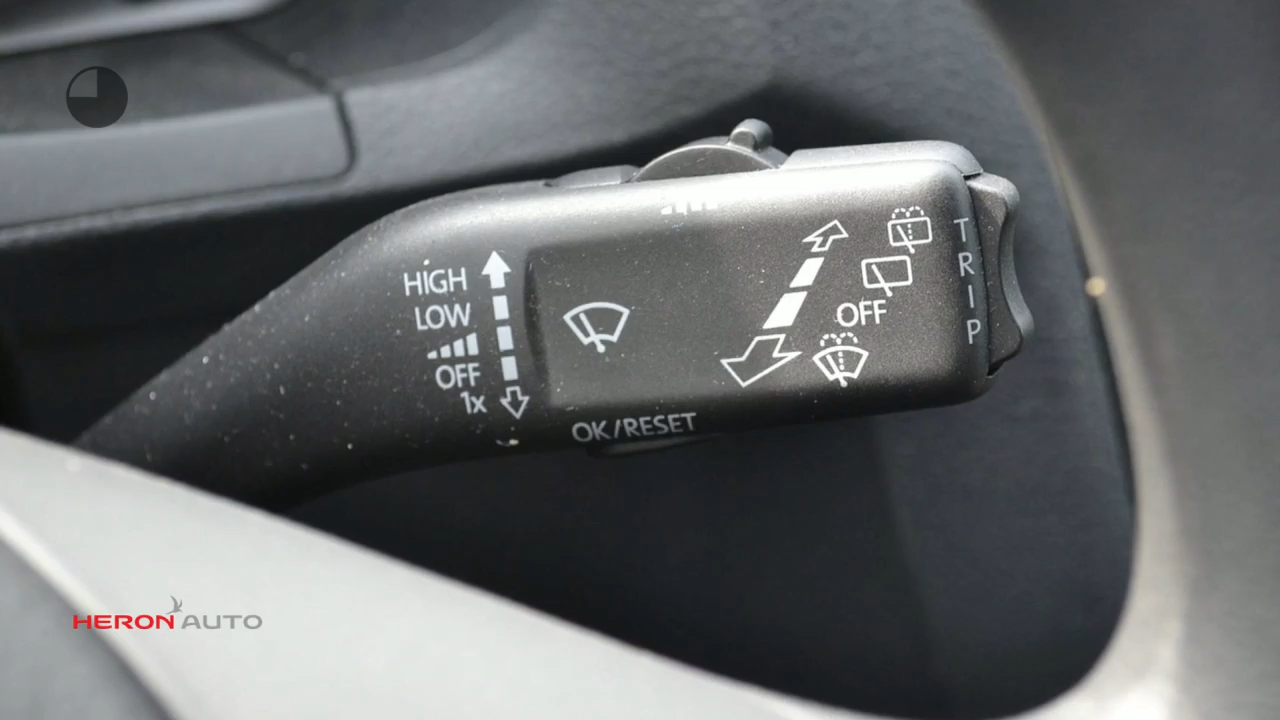 HIGH
LOW
OFF
1x
OFF
TRIP
OK/RESET
HERON AUTO